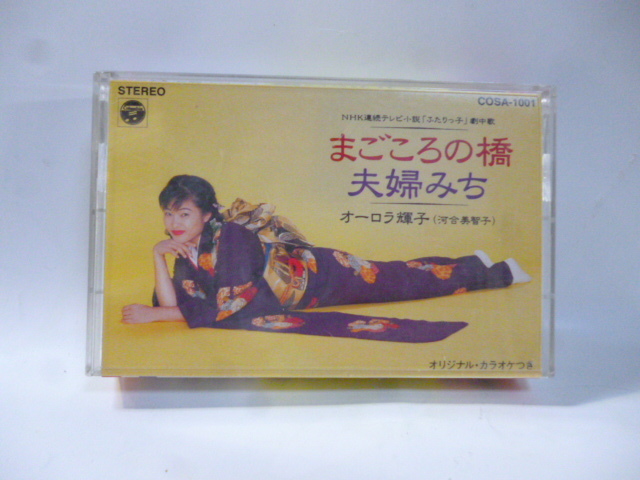 STEREO
COSA-1001
NHK連続テレビ小説「ふたりっ子」劇中歌
まごころの橋
夫婦みち
オーロラ輝子(河合美智子)
オリジナル・カラオケつき